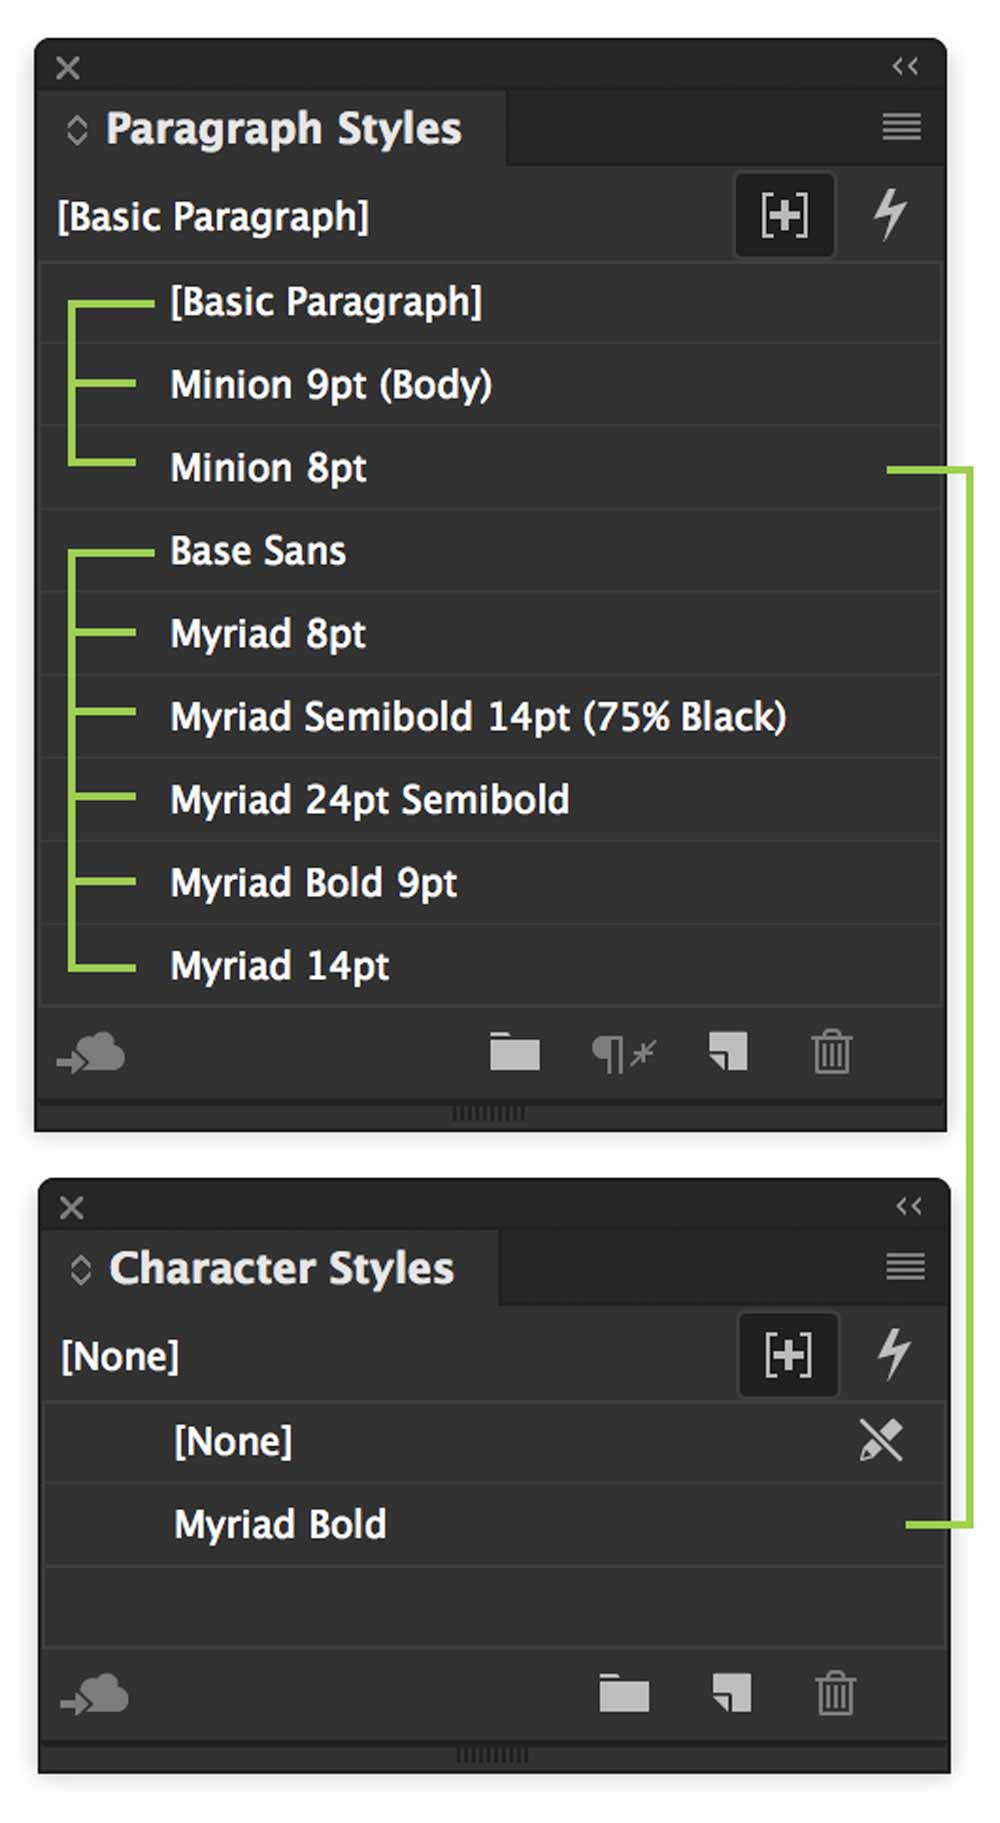 Paragraph Styles
[Basic Paragraph]
[Basic Paragraph]
Minion 9pt (Body)
Minion 8pt
Base Sans
Myriad 8pt
Myriad Semibold 14pt (75% Black)
Myriad 24pt Semibold
Myriad Bold 9pt
Myriad 14pt
Character Styles
[None]
[None]
Myriad Bold